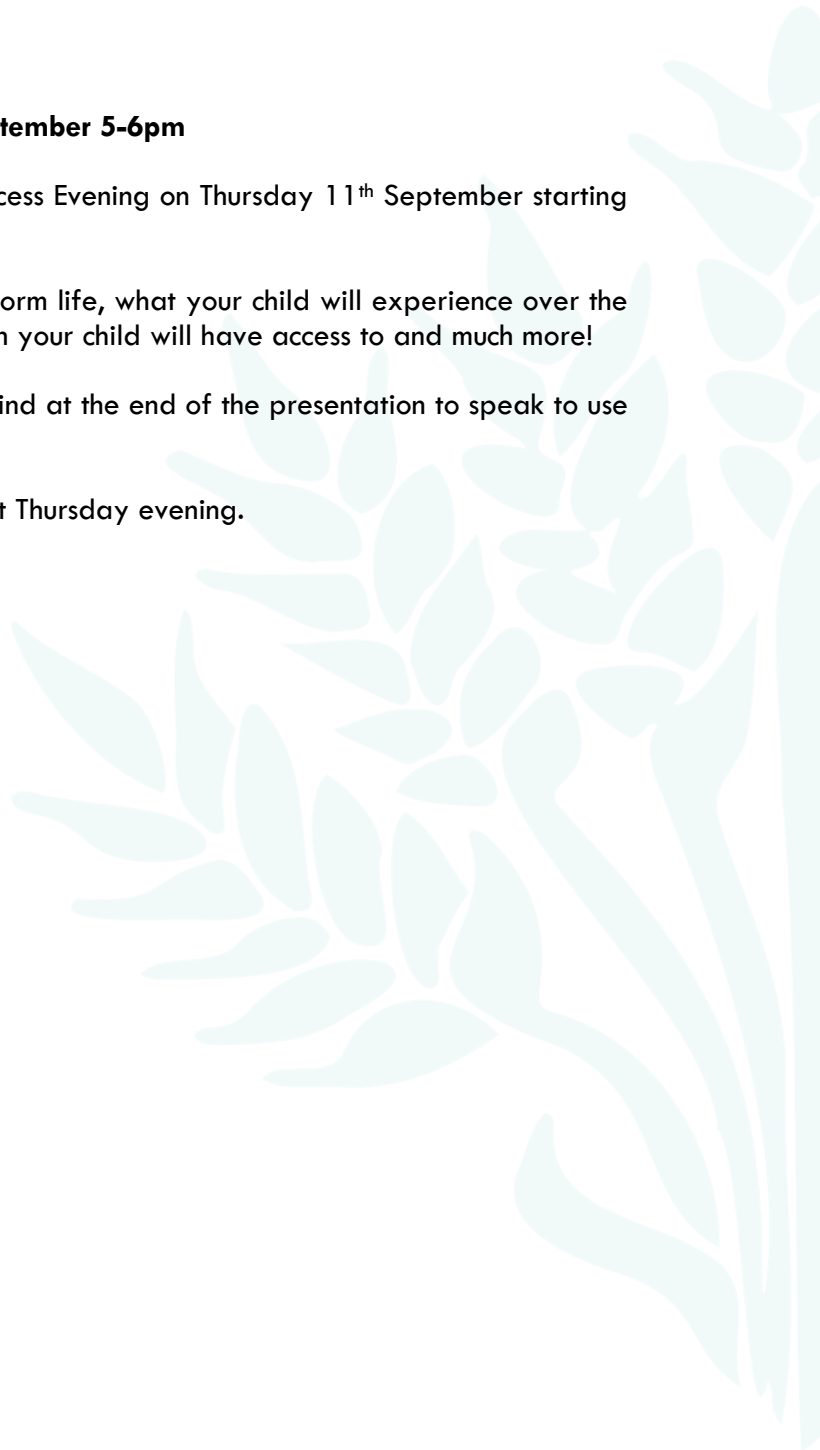 tember 5-6pm
cess Evening on Thursday 11th September starting
orm life, what your child will experience over the
your child will have access to and much more!
ind at the end of the presentation to speak to use
t Thursday evening.